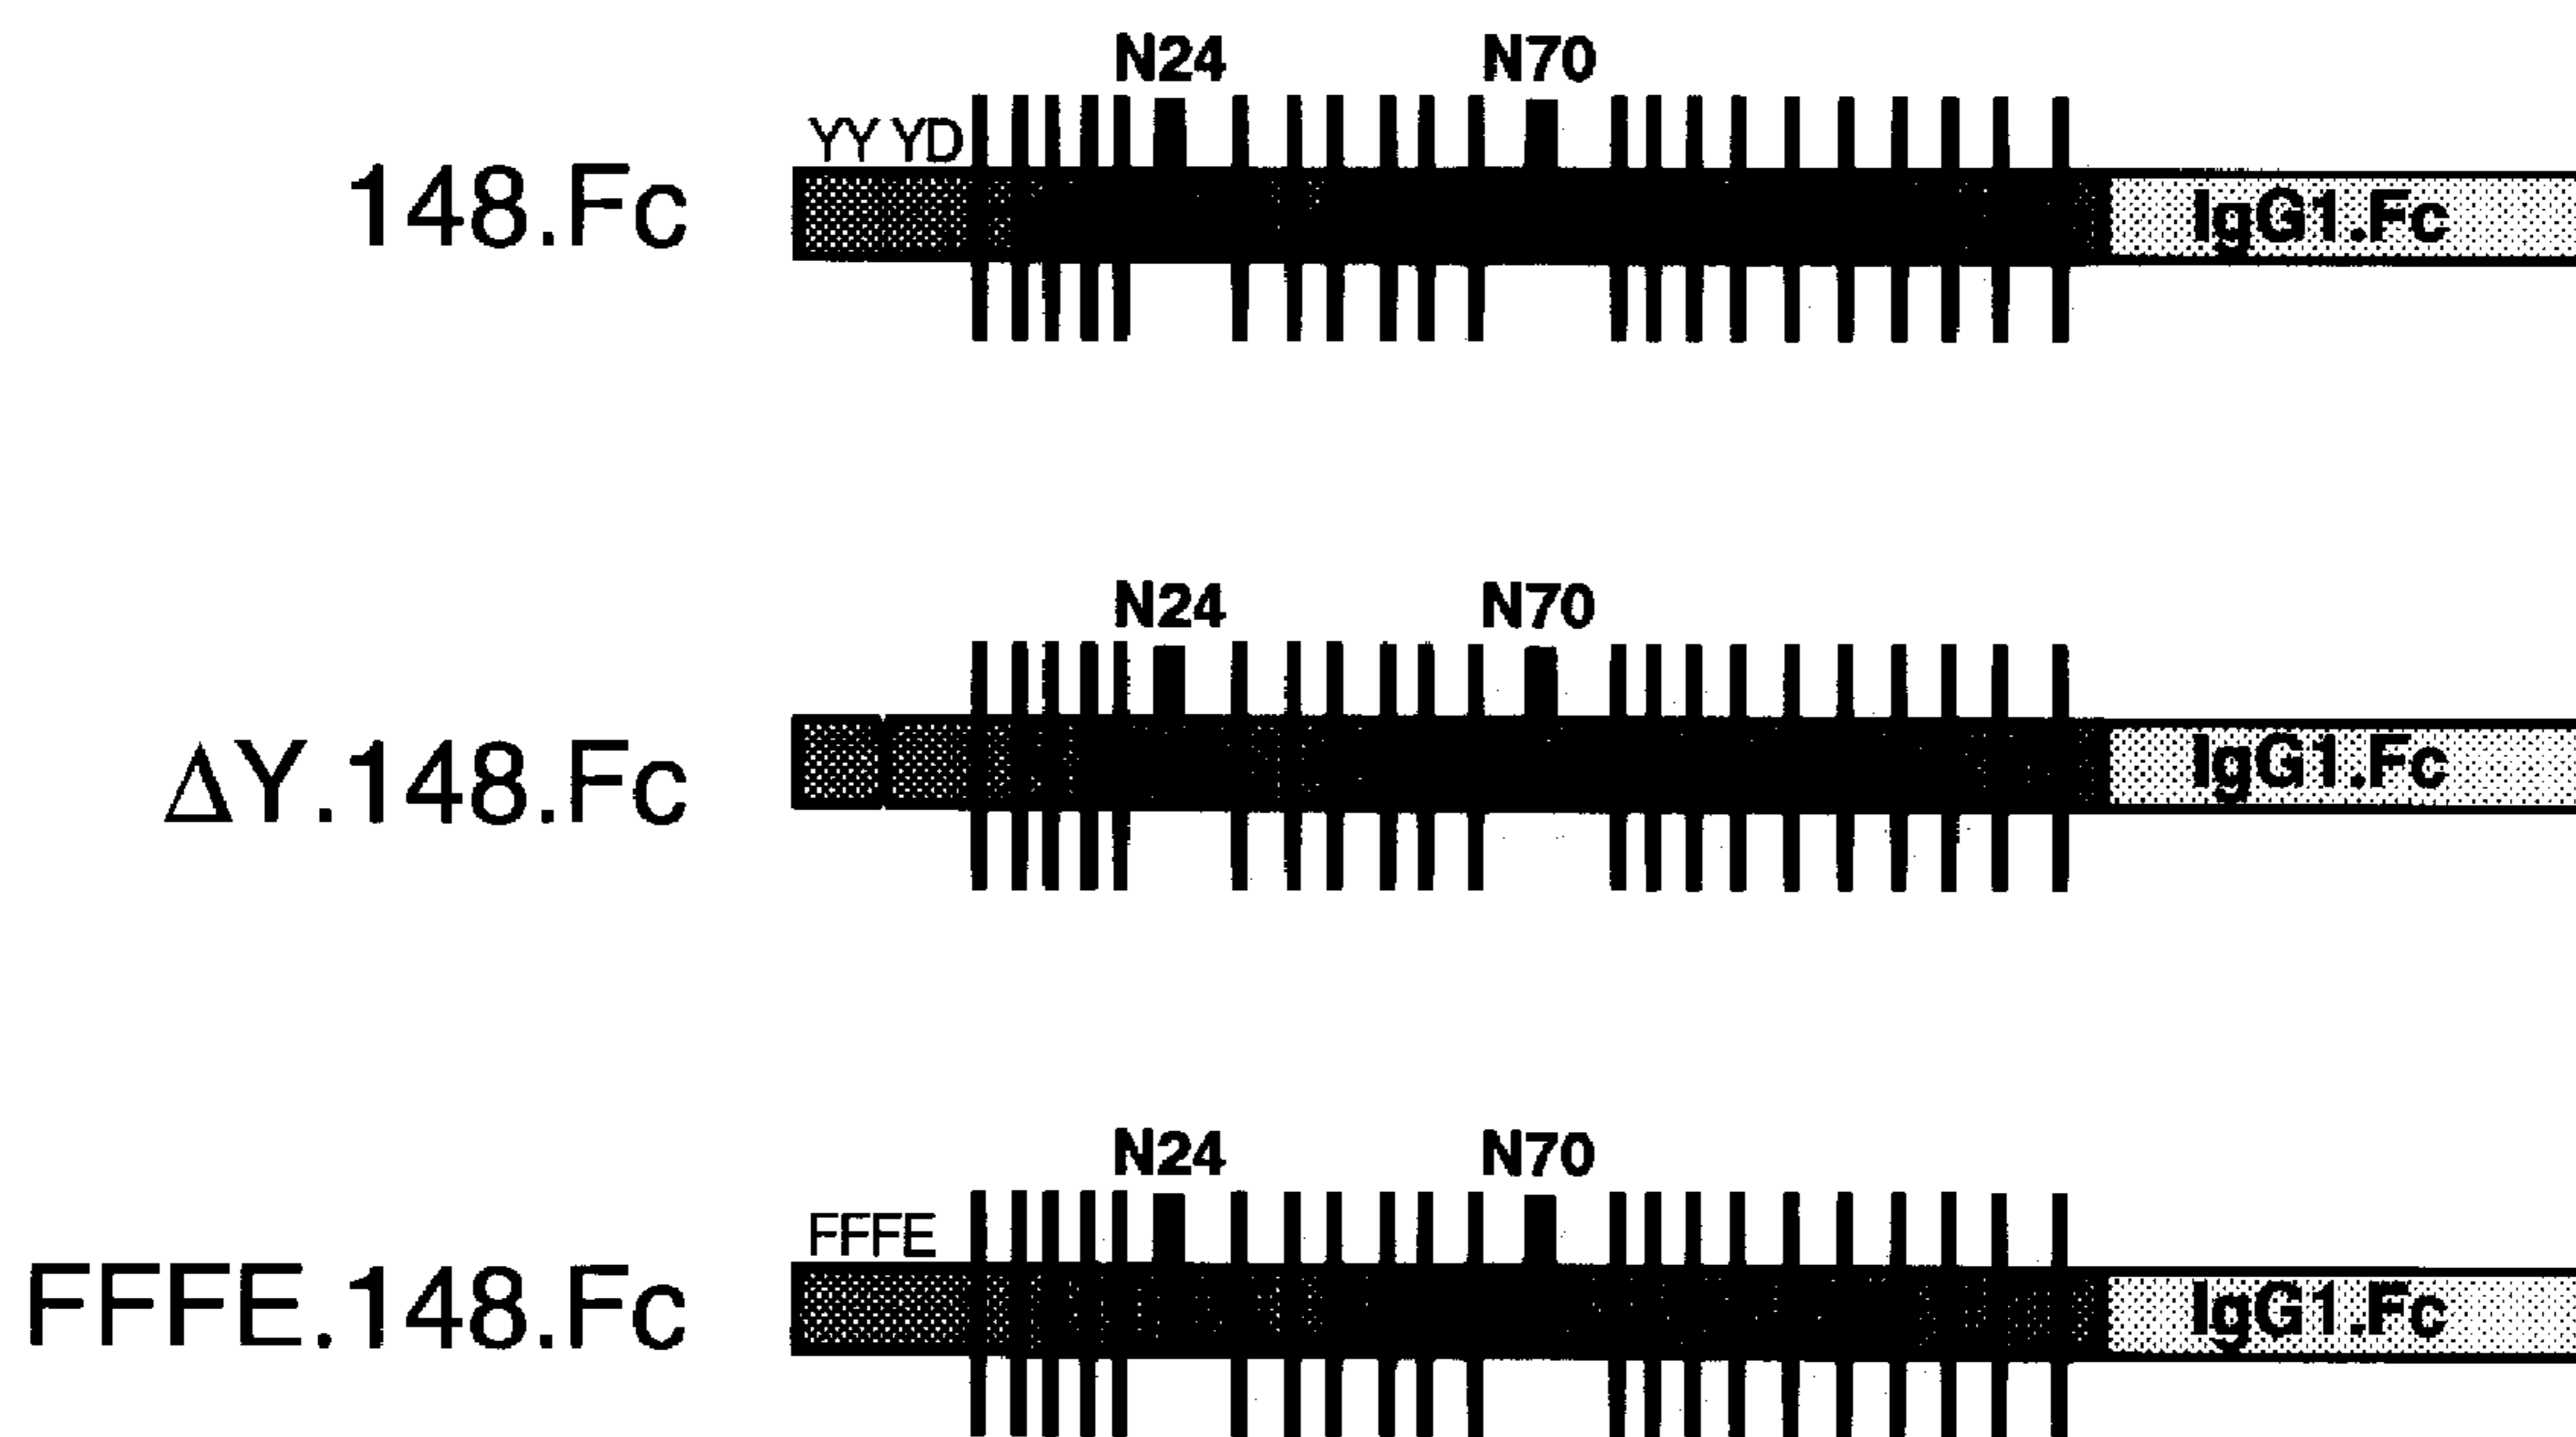 N24 N70
YY YD
148.Fc IgG1.Fc
N24 N70
ΔY.148.Fc IgG1.Fc
N24 N70
FFFE
FFFE.148.Fc IgG1.Fc